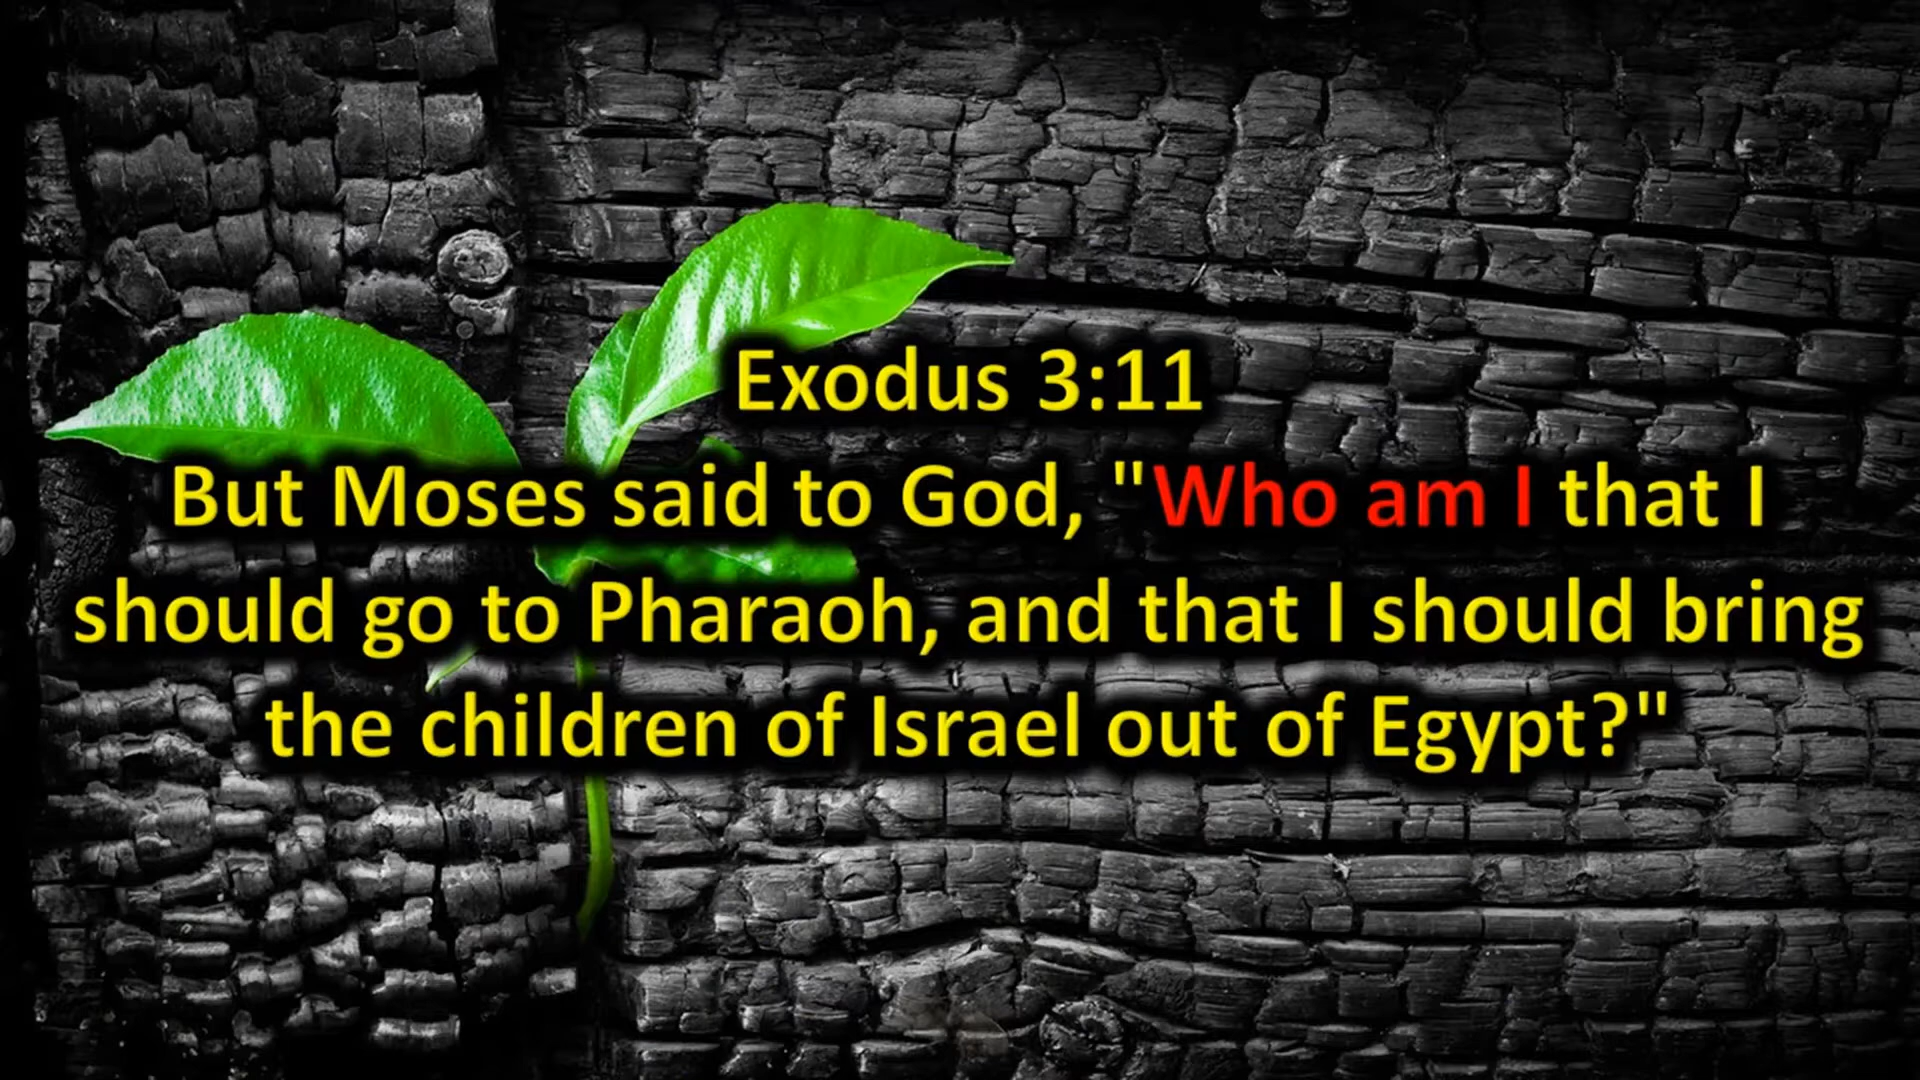 Exodus 3:11
But Moses said to God, "Who am I that I
should go to Pharaoh, and that I should bring
the children of Israel out of Egypt?"